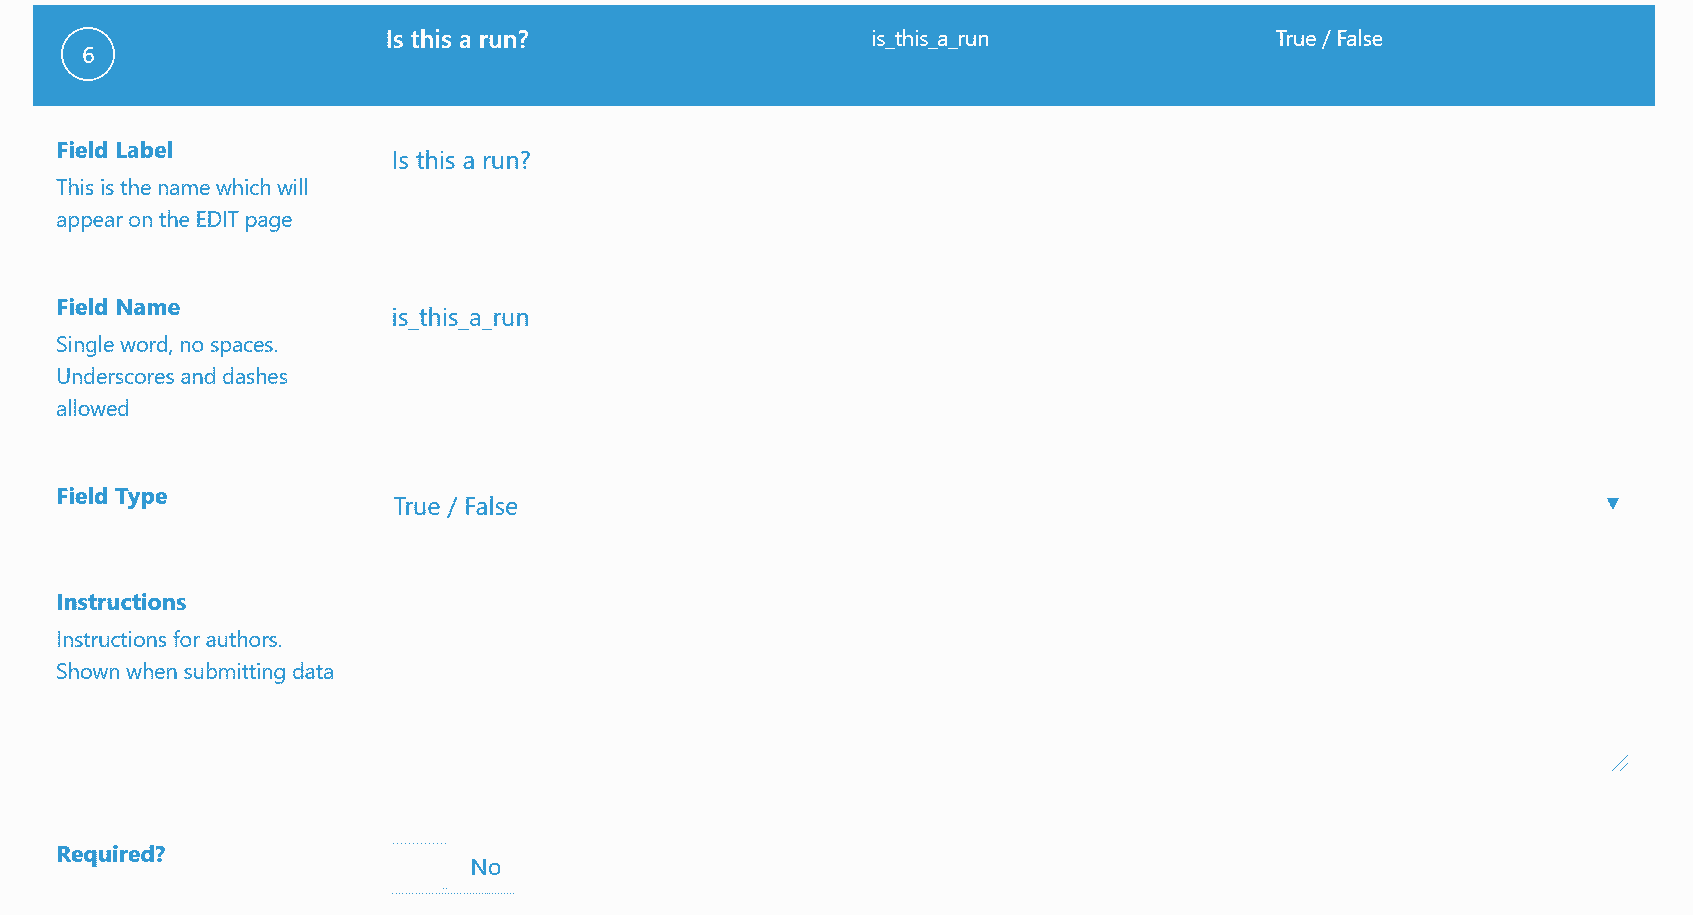 6 Is this a run? is_this_a_run True / False
Field Label
Is this a run?
This is the name which will
appear on the EDIT page
Field Name
is_this_a_run
Single word, no spaces.
Underscores and dashes
allowed
Field Type
True / False
Instructions
Instructions for authors.
Shown when submitting data
Required?
No